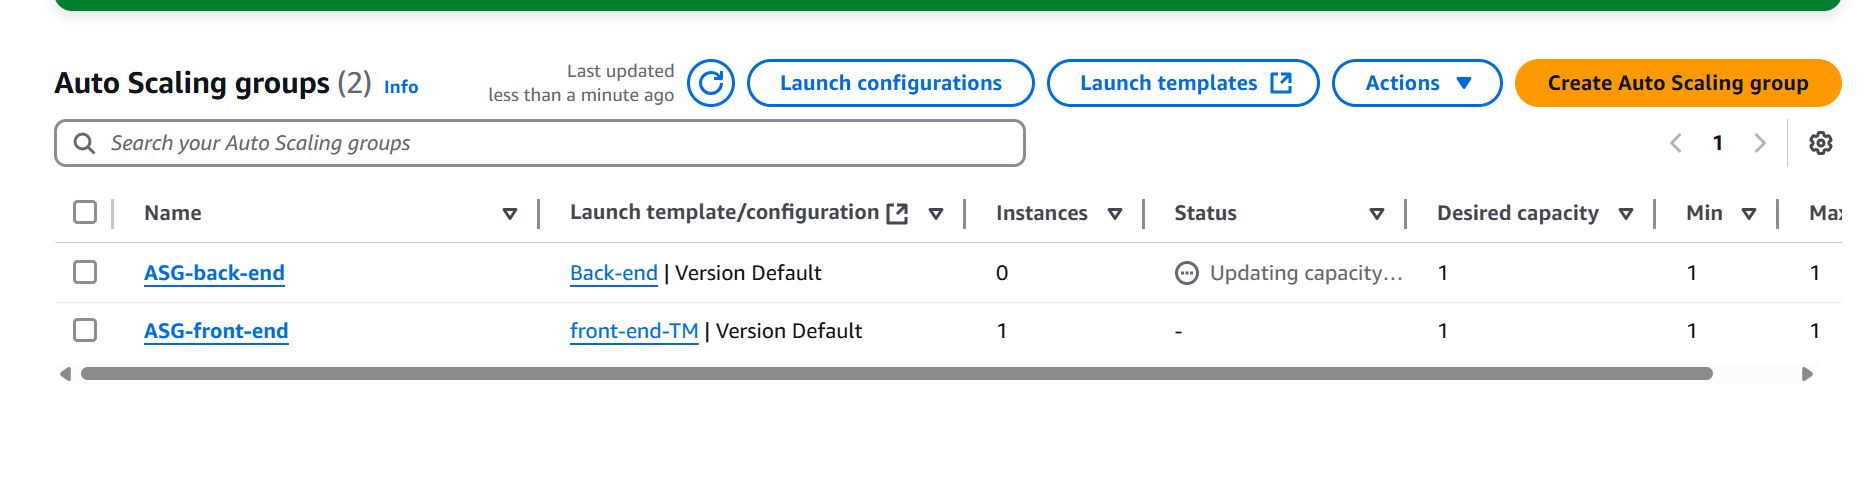 Auto Scaling groups (2) Info
Last updated
less than a minute ago
Launch configurations
Launch templates
Actions
Create Auto Scaling group
Search your Auto Scaling groups
1
Name Launch template/configuration Instances Status Desired capacity Min Max
ASG-back-end Back-end | Version Default 0 Updating capacity... 1 1 1
ASG-front-end front-end-TM | Version Default 1 - 1 1 1